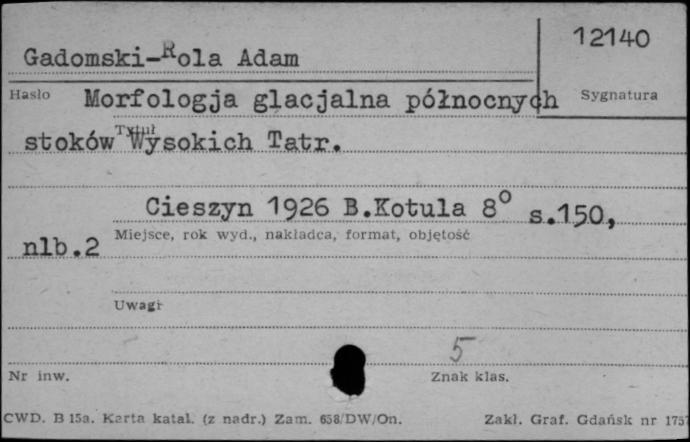 12140
Gadomski-Rola Adam
Hasło Morfologja glacjalna północnych Sygnatura
Tytuł
stoków Wysokich Tatr.
Cieszyn 1926 B.Kotula 8° s.150,
Miejsce, rok wyd., nakładca, format, objętość
nlb.2
Uwagi
5
Nr inw. Znak klas.
CWD. B 15a. Karta katal. (z nadr.) Zam. 658/DW/On. Zakł. Graf. Gdańsk nr 1757